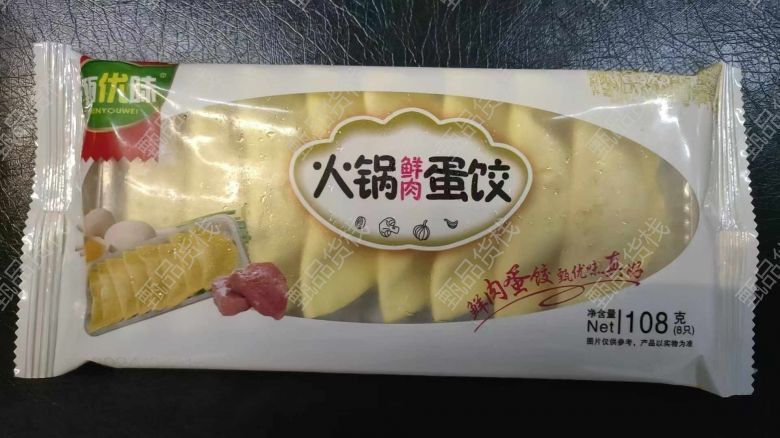 甄优味
ZHENYOUWEI
火锅鲜肉蛋饺
鲜肉蛋饺 甄优味真好
净含量
Net 108克
(8只)
图片仅供参考，产品以实物为准
甄品货栈